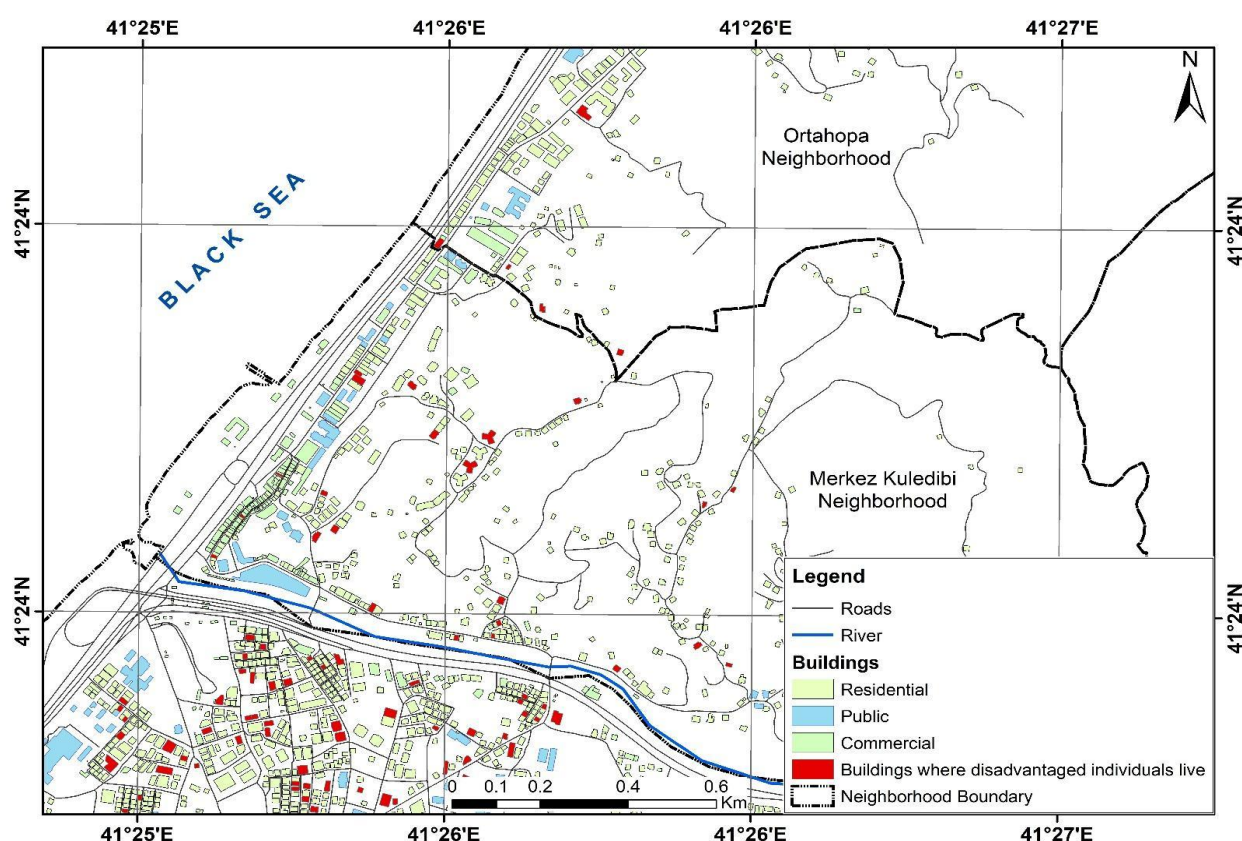 41°25'E 41°26'E 41°26'E 41°27'E
N
Ortahopa
Neighborhood
BLACK SEA
41°24'N 41°24'N
Merkez Kuledibi
Neighborhood
41°24'N 41°24'N
Legend
Roads
River
Buildings
Residential
Public
Commercial
Buildings where disadvantaged individuals live
Neighborhood Boundary
0 0.1 0.2 0.4 0.6
Km
41°25'E 41°26'E 41°26'E 41°27'E